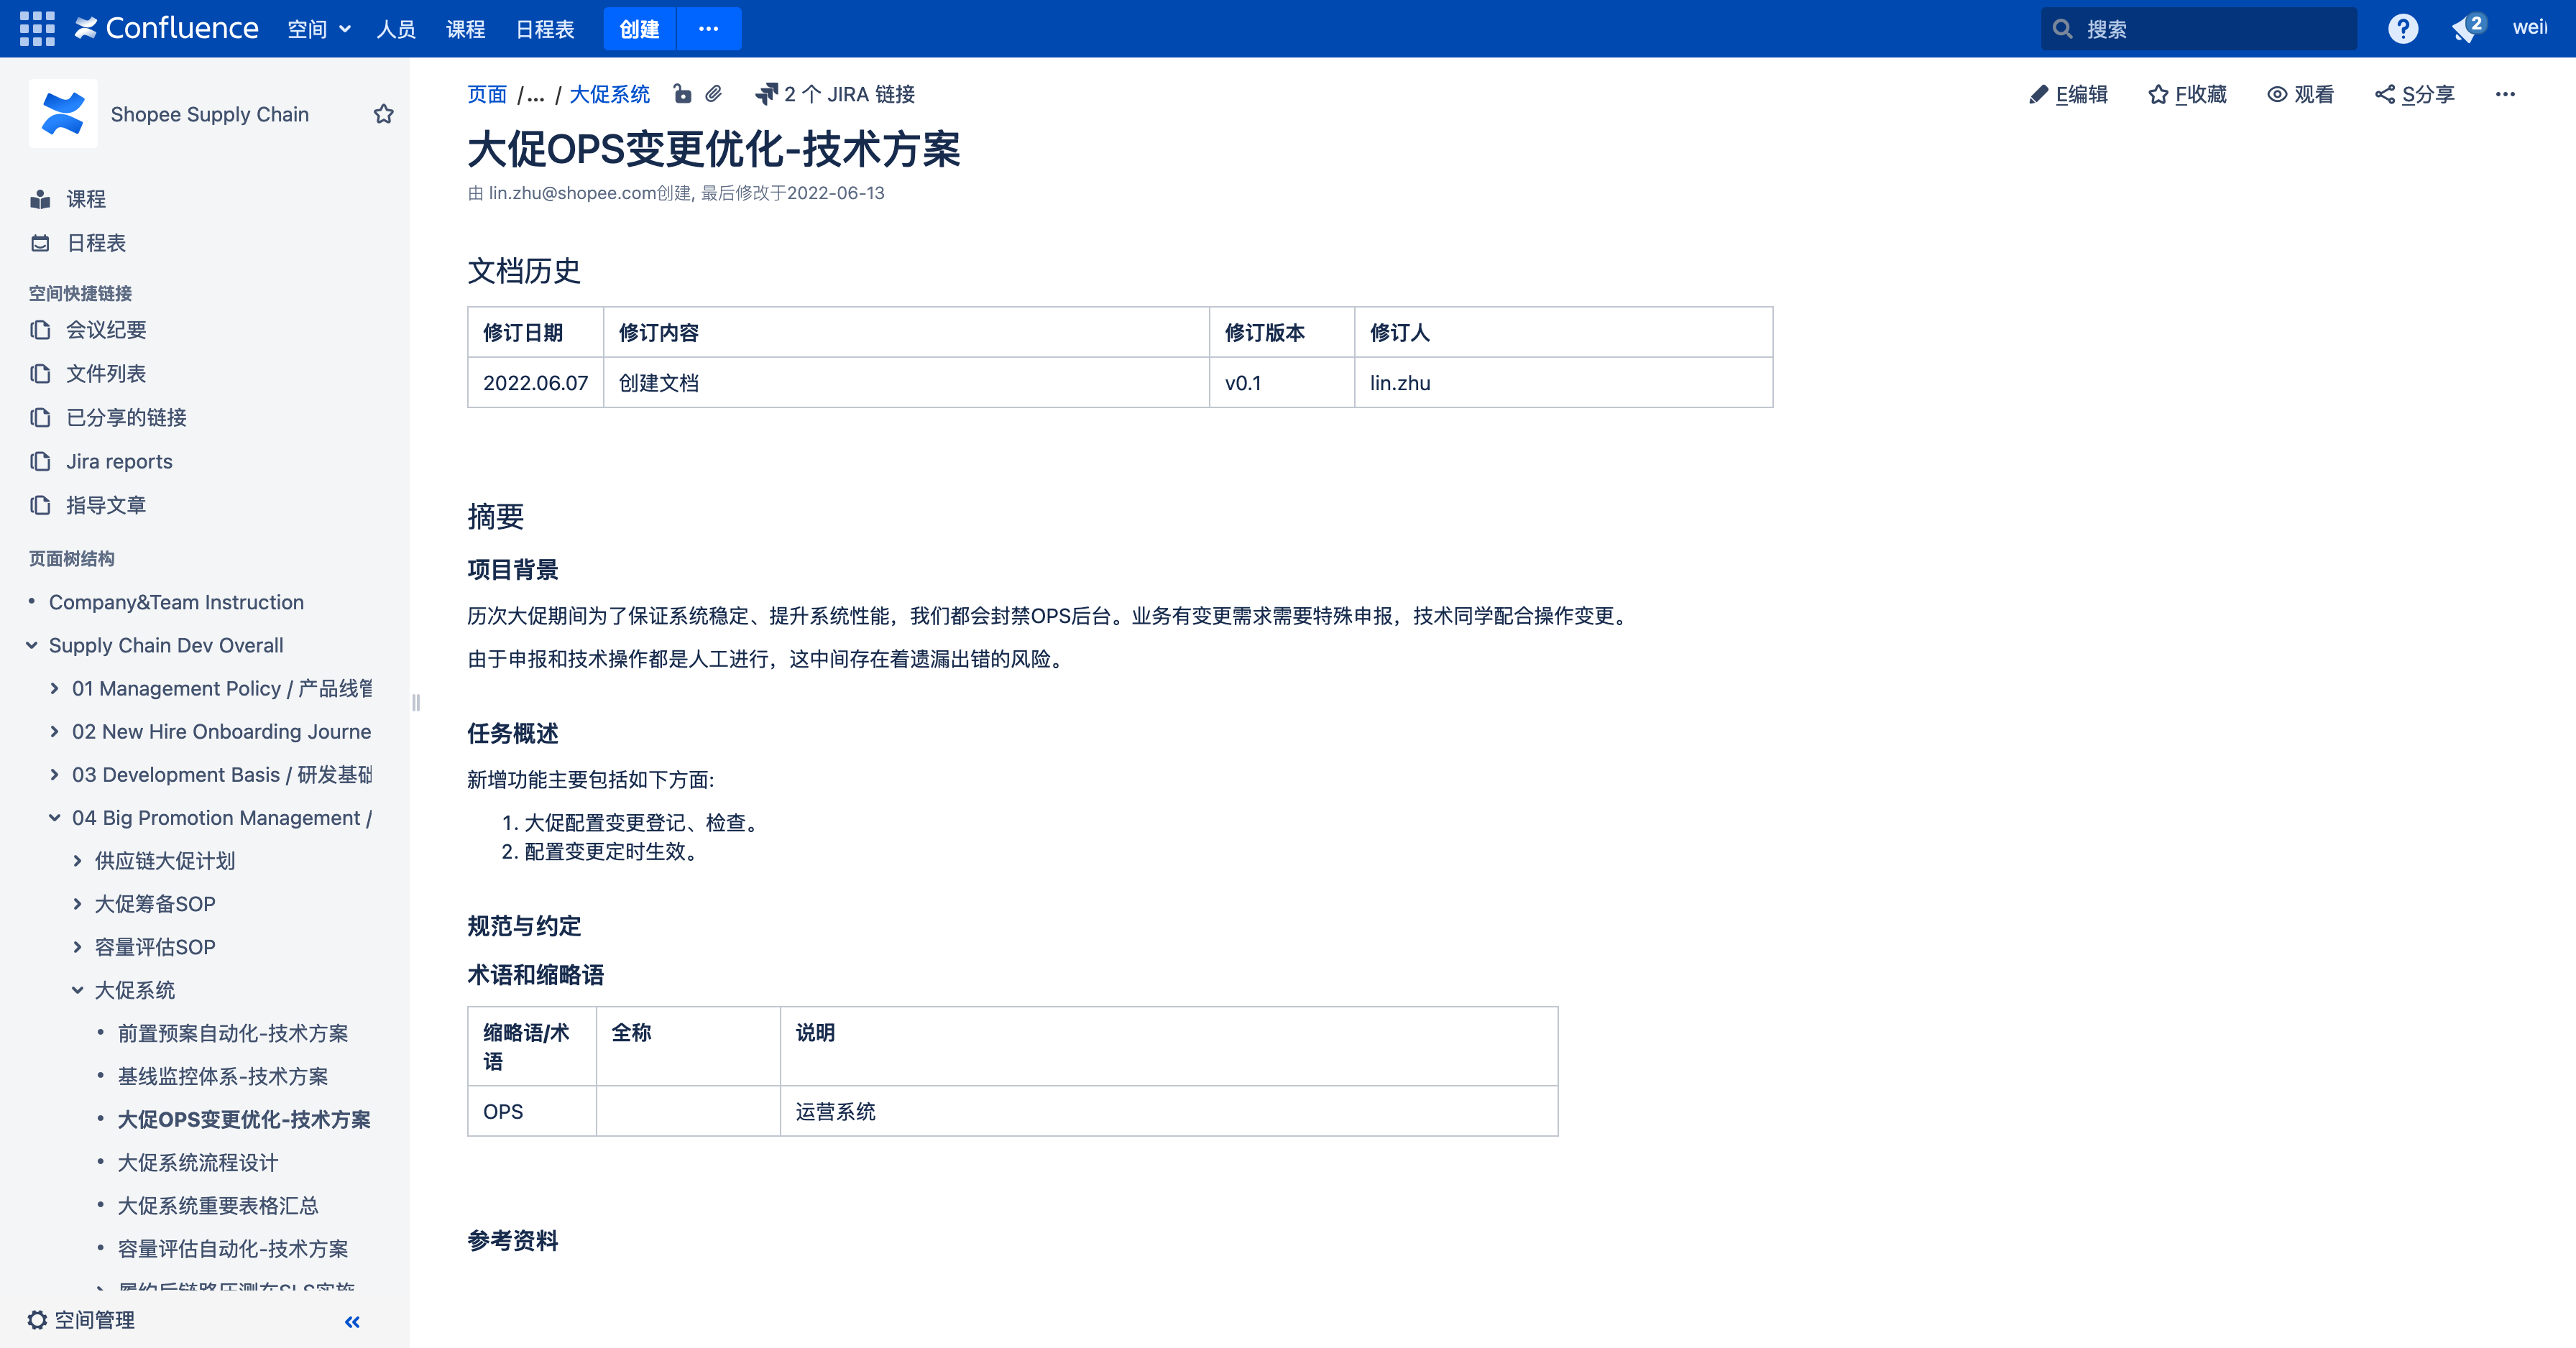 Confluence 空间 人员 课程 日程表 创建 ••• 搜索 ? 2 wei
Shopee Supply Chain
课程
日程表
空间快捷链接
会议纪要
文件列表
已分享的链接
Jira reports
指导文章
页面树结构
Company&Team Instruction
Supply Chain Dev Overall
01 Management Policy / 产品线管
02 New Hire Onboarding Journe
03 Development Basis / 研发基础
04 Big Promotion Management /
供应链大促计划
大促筹备SOP
容量评估SOP
大促系统
前置预案自动化-技术方案
基线监控体系-技术方案
大促OPS变更优化-技术方案
大促系统流程设计
大促系统重要表格汇总
容量评估自动化-技术方案
空间管理
页面 /... / 大促系统 2 个 JIRA 链接
E编辑 F收藏 观看 S分享 •••
大促OPS变更优化-技术方案
由 lin.zhu@shopee.com创建, 最后修改于2022-06-13
文档历史
修订日期 修订内容 修订版本 修订人
2022.06.07 创建文档 v0.1 lin.zhu
摘要
项目背景
历次大促期间为了保证系统稳定、提升系统性能，我们都会封禁OPS后台。业务有变更需求需要特殊申报，技术同学配合操作变更。
由于申报和技术操作都是人工进行，这中间存在着遗漏出错的风险。
任务概述
新增功能主要包括如下方面:
1. 大促配置变更登记、检查。
2. 配置变更定时生效。
规范与约定
术语和缩略语
缩略语/术语 全称 说明
OPS 运营系统
参考资料